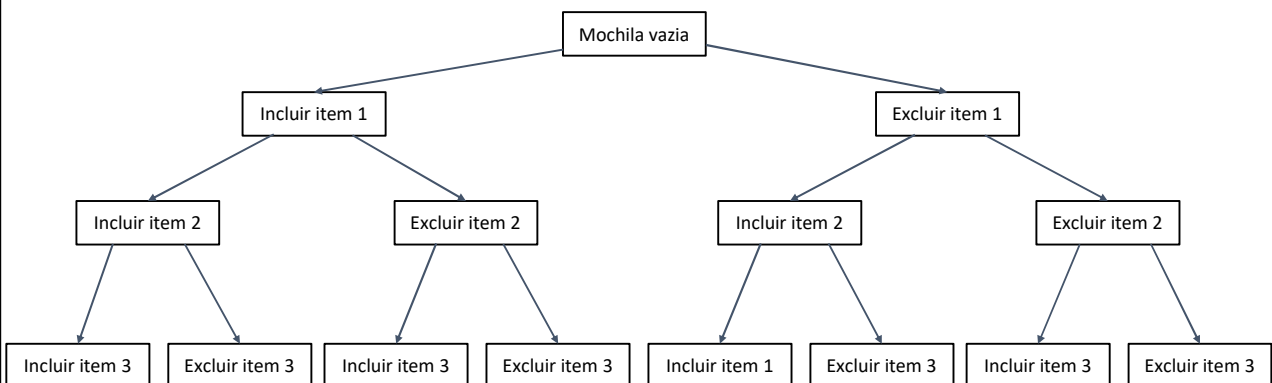 Mochila vazia
Incluir item 1
Excluir item 1
Incluir item 2
Excluir item 2
Incluir item 2
Excluir item 2
Incluir item 3
Excluir item 3
Incluir item 3
Excluir item 3
Incluir item 1
Excluir item 3
Incluir item 3
Excluir item 3